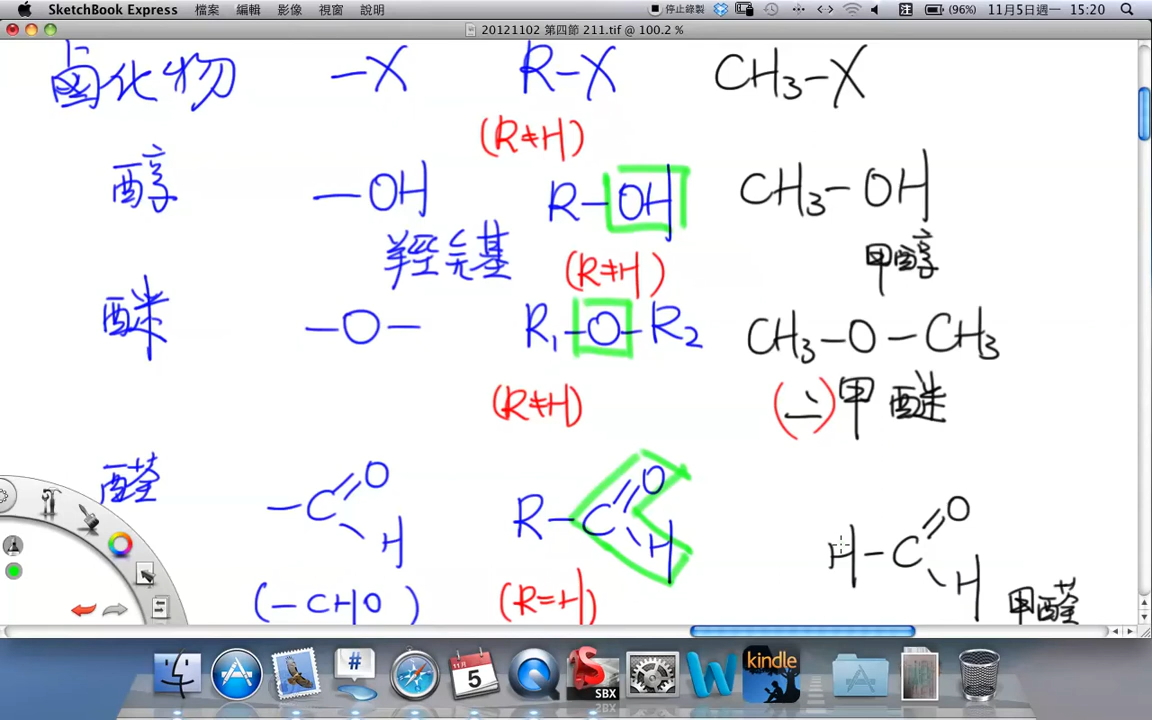 SketchBook Express 檔案 編輯 影像 視窗 說明 停止錄製 注 (96%) 11月5日週一 15:20
20121102 第四節 211.tif @ 100.2 %
鹵化物 —X R—X CH3—X
(R≠H)
醇 —OH R—OH CH3—OH
羥 基 (R≠H) 甲醇
醚 —O— R1—O—R2 CH3—O—CH3
(R≠H) (二)甲醚
醛 —C=O H R—C=O H H—C=O H
(—CHO) (R=H) 甲醛
SBX
kindle